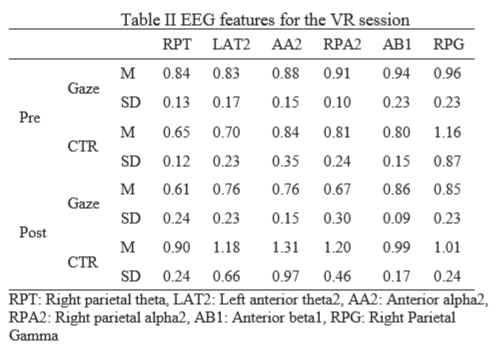 Table II EEG features for the VR session
RPT LAT2 AA2 RPA2 AB1 RPG
Pre Gaze M 0.84 0.83 0.88 0.91 0.94 0.96
SD 0.13 0.17 0.15 0.10 0.23 0.23
CTR M 0.65 0.70 0.84 0.81 0.80 1.16
SD 0.12 0.23 0.35 0.24 0.15 0.87
Post Gaze M 0.61 0.76 0.76 0.67 0.86 0.85
SD 0.24 0.23 0.15 0.30 0.09 0.23
CTR M 0.90 1.18 1.31 1.20 0.99 1.01
SD 0.24 0.66 0.97 0.46 0.17 0.24
RPT: Right parietal theta, LAT2: Left anterior theta2, AA2: Anterior alpha2,
RPA2: Right parietal alpha2, AB1: Anterior beta1, RPG: Right Parietal
Gamma